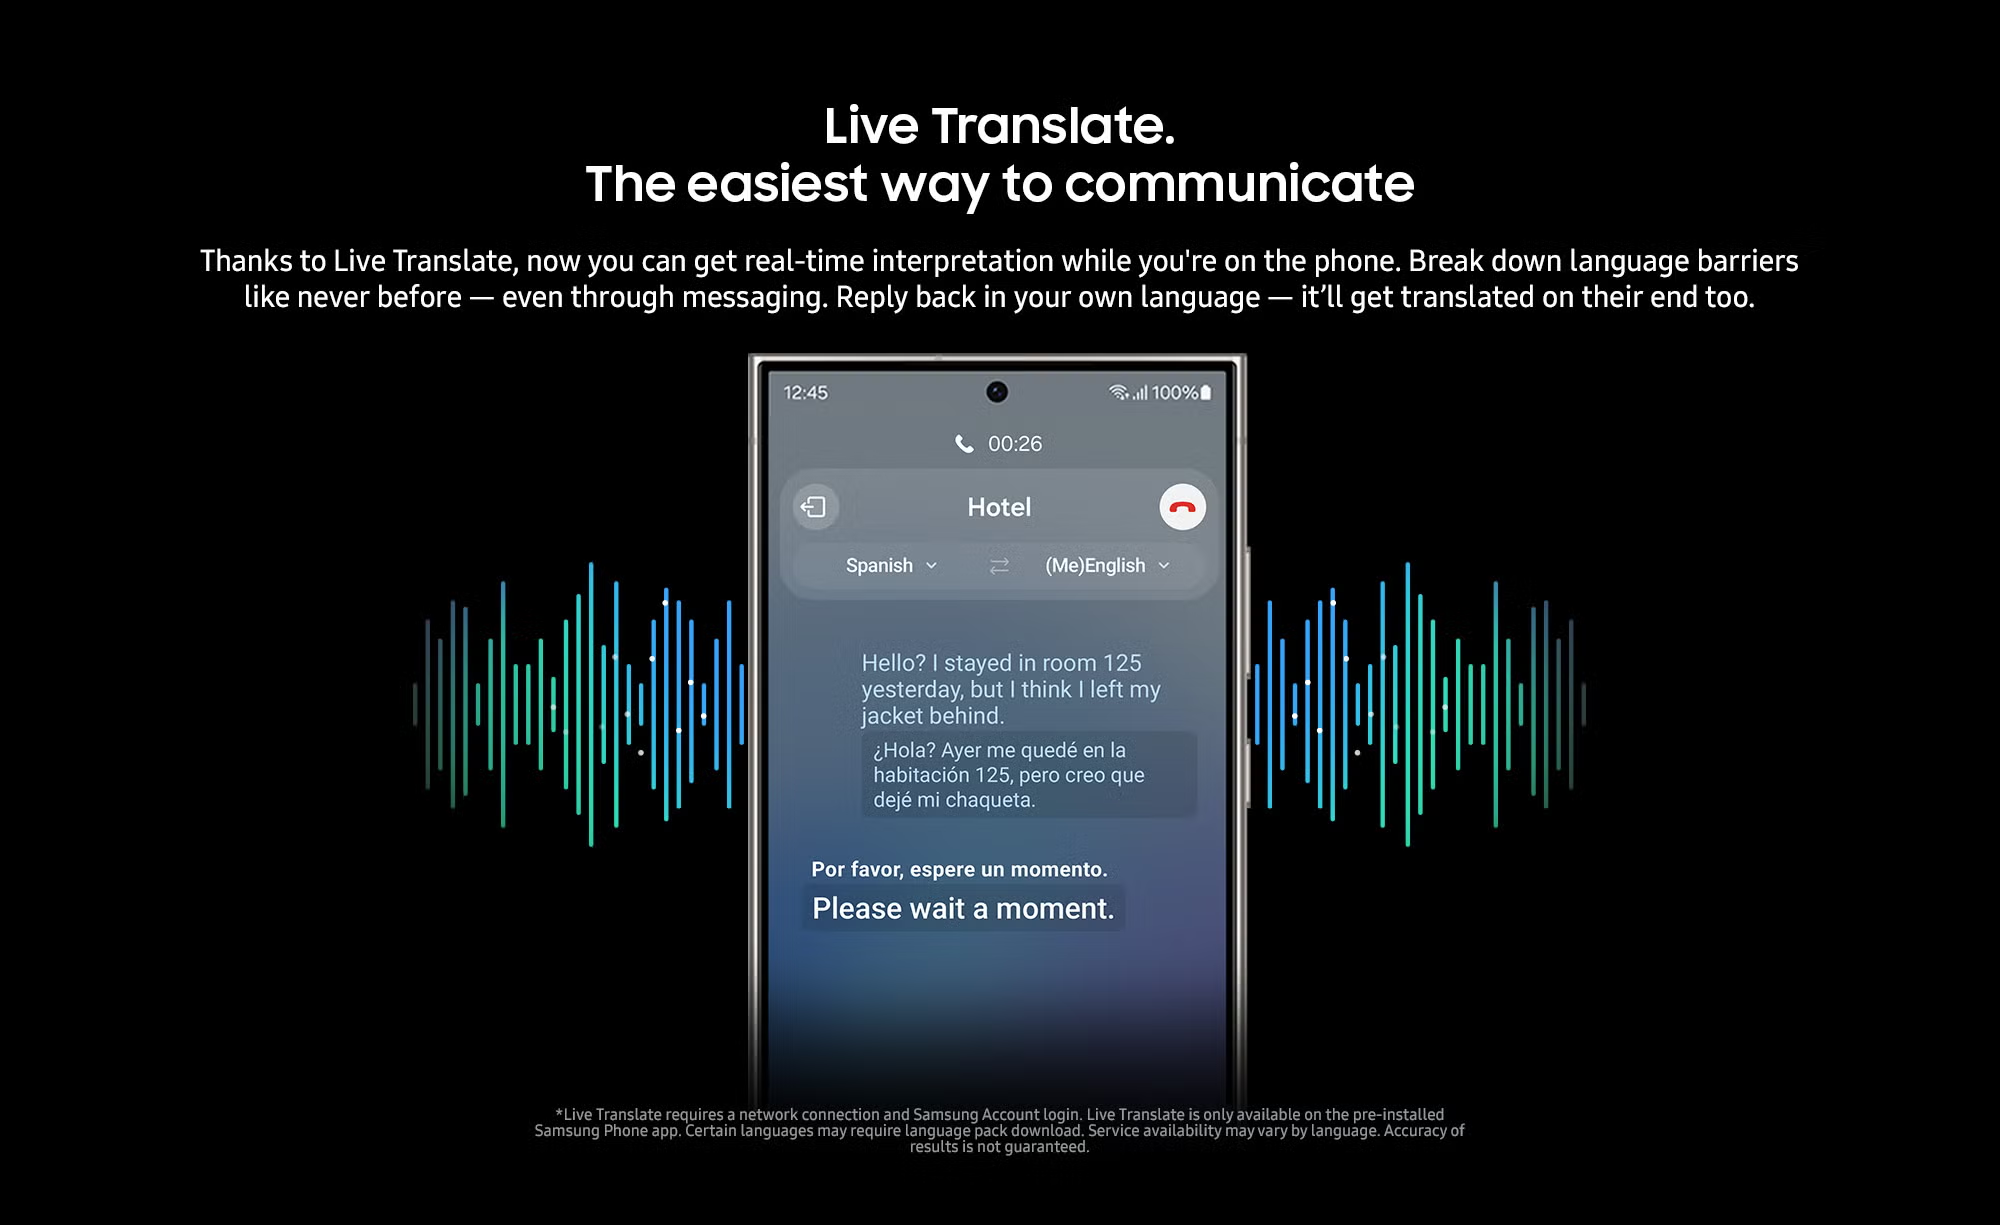 Live Translate.
The easiest way to communicate
Thanks to Live Translate, now you can get real-time interpretation while you're on the phone. Break down language barriers
like never before — even through messaging. Reply back in your own language — it’ll get translated on their end too.
12:45
100%
00:26
Hotel
Spanish
(Me)English
Hello? I stayed in room 125
yesterday, but I think I left my
jacket behind.
¿Hola? Ayer me quedé en la
habitación 125, pero creo que
dejé mi chaqueta.
Por favor, espere un momento.
Please wait a moment.
*Live Translate requires a network connection and Samsung Account login. Live Translate is only available on the pre-installed
Samsung Phone app. Certain languages may require language pack download. Service availability may vary by language. Accuracy of
results is not guaranteed.